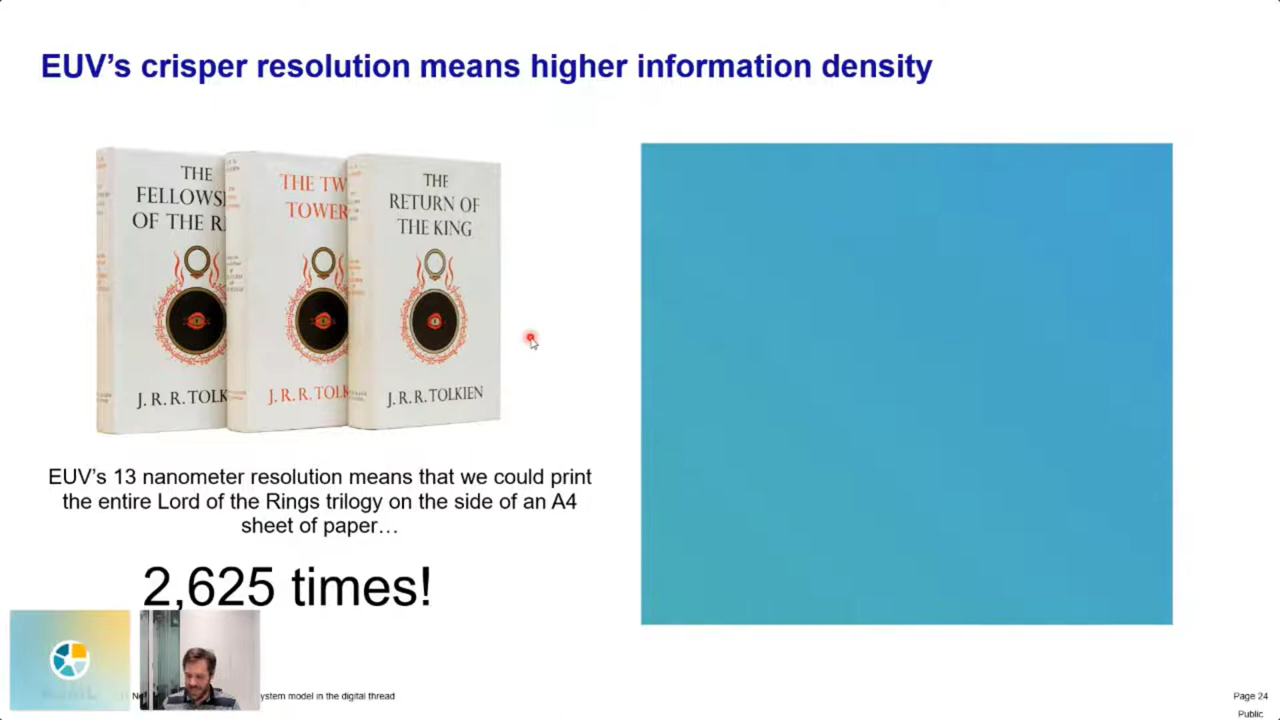 EUV’s crisper resolution means higher information density
THE
FELLOWS
OF THE R
J. R. R. TOLK
THE TW
TOWER
J. R. R. TOLK
THE
RETURN OF
THE KING
J. R. R. TOLKIEN
EUV’s 13 nanometer resolution means that we could print
the entire Lord of the Rings trilogy on the side of an A4
sheet of paper…
2,625 times!
ystem model in the digital thread
Page 24
Public